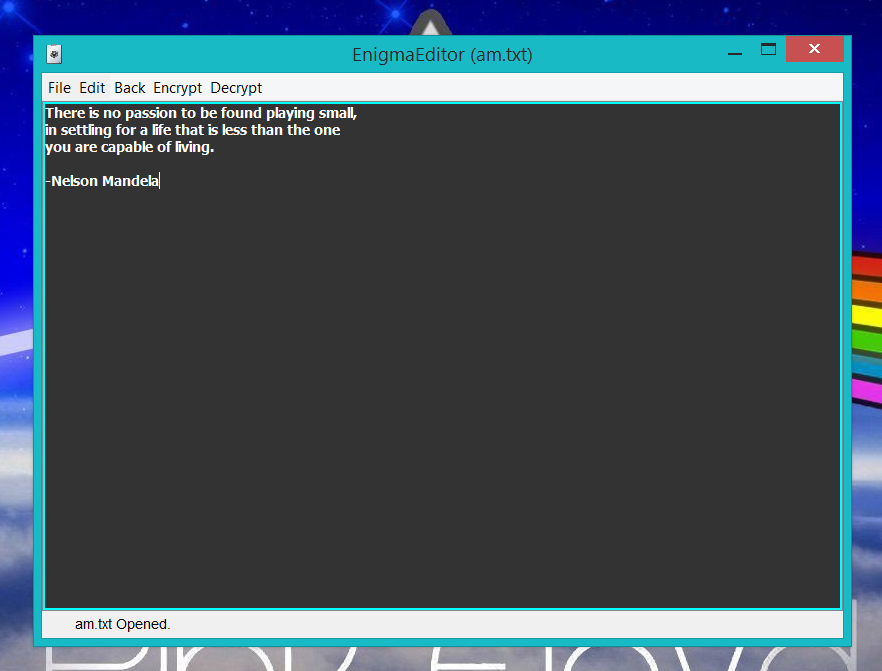 EnigmaEditor (am.txt)
File Edit Back Encrypt Decrypt
There is no passion to be found playing small,
in settling for a life that is less than the one
you are capable of living.
-Nelson Mandela
am.txt Opened.